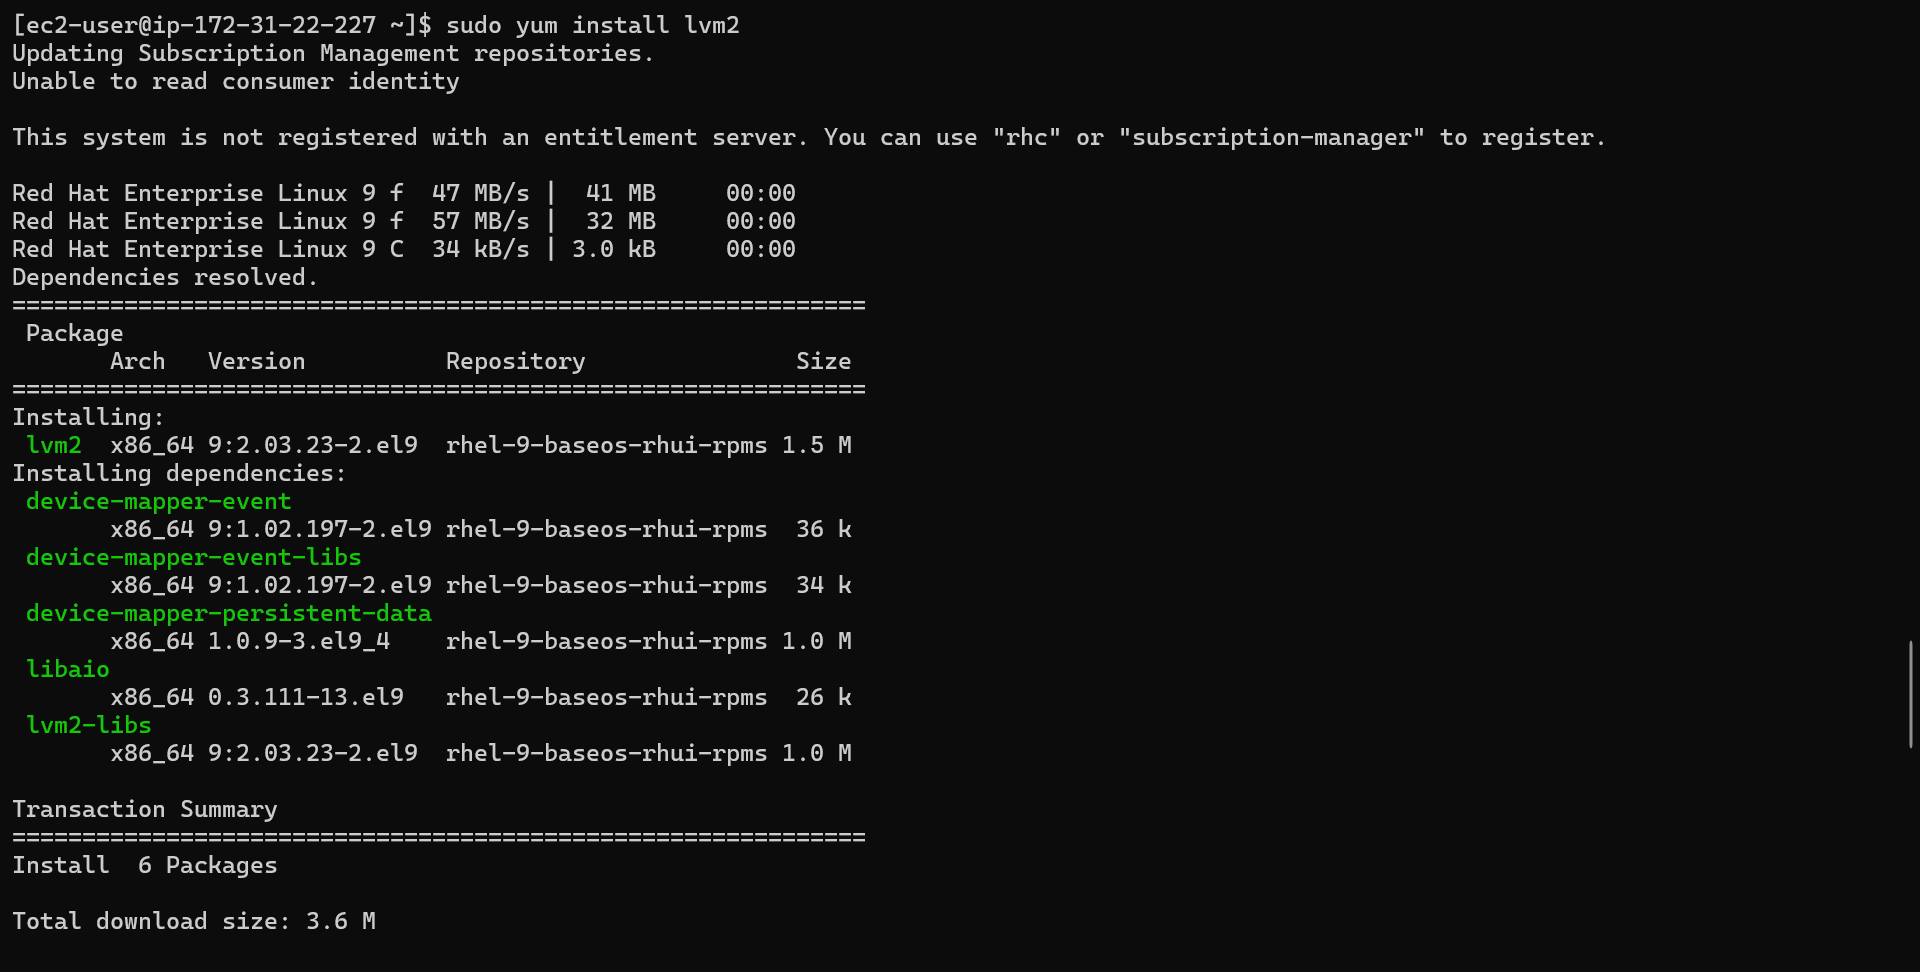 [ec2-user@ip-172-31-22-227 ~]$ sudo yum install lvm2
Updating Subscription Management repositories.
Unable to read consumer identity
This system is not registered with an entitlement server. You can use "rhc" or "subscription-manager" to register.
Red Hat Enterprise Linux 9 f  47 MB/s |  41 MB     00:00
Red Hat Enterprise Linux 9 f  57 MB/s |  32 MB     00:00
Red Hat Enterprise Linux 9 C  34 kB/s | 3.0 kB     00:00
Dependencies resolved.
=============================================================
 Package
       Arch   Version          Repository               Size
=============================================================
Installing:
 lvm2  x86_64 9:2.03.23-2.el9  rhel-9-baseos-rhui-rpms 1.5 M
Installing dependencies:
 device-mapper-event
       x86_64 9:1.02.197-2.el9 rhel-9-baseos-rhui-rpms  36 k
 device-mapper-event-libs
       x86_64 9:1.02.197-2.el9 rhel-9-baseos-rhui-rpms  34 k
 device-mapper-persistent-data
       x86_64 1.0.9-3.el9_4    rhel-9-baseos-rhui-rpms 1.0 M
 libaio
       x86_64 0.3.111-13.el9   rhel-9-baseos-rhui-rpms  26 k
 lvm2-libs
       x86_64 9:2.03.23-2.el9  rhel-9-baseos-rhui-rpms 1.0 M
Transaction Summary
=============================================================
Install  6 Packages
Total download size: 3.6 M